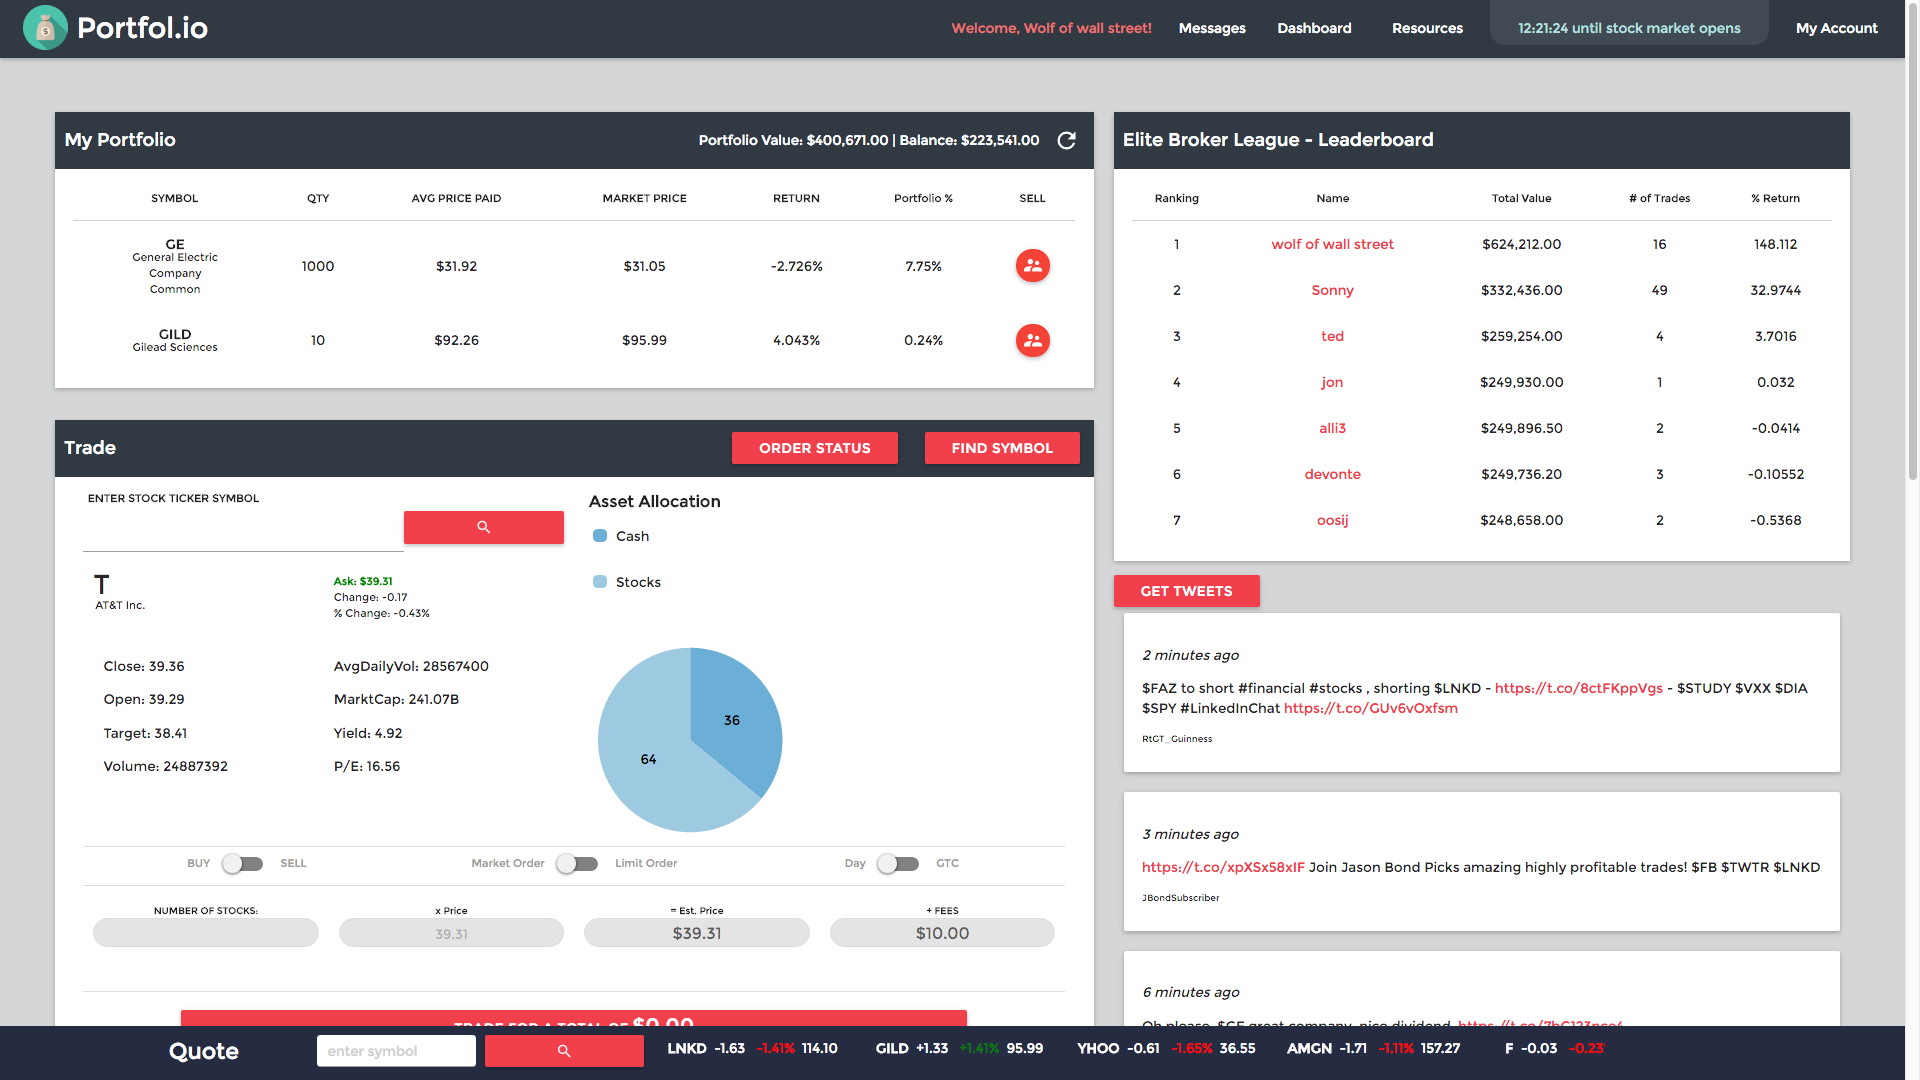 Portfol.io
Welcome, Wolf of wall street!
Messages
Dashboard
Resources
12:21:24 until stock market opens
My Account
My Portfolio
Portfolio Value: $400,671.00 | Balance: $223,541.00
SYMBOL QTY AVG PRICE PAID MARKET PRICE RETURN Portfolio % SELL
GE
General Electric
Company
Common
1000 $31.92 $31.05 -2.726% 7.75%
GILD
Gilead Sciences
10 $92.26 $95.99 4.043% 0.24%
Elite Broker League - Leaderboard
Ranking Name Total Value # of Trades % Return
1 wolf of wall street $624,212.00 16 148.112
2 Sonny $332,436.00 49 32.9744
3 ted $259,254.00 4 3.7016
4 jon $249,930.00 1 0.032
5 alli3 $249,896.50 2 -0.0414
6 devonte $249,736.20 3 -0.10552
7 oosij $248,658.00 2 -0.5368
Trade
ORDER STATUS
FIND SYMBOL
ENTER STOCK TICKER SYMBOL
T
AT&T Inc.
Ask: $39.31
Change: -0.17
% Change: -0.43%
Close: 39.36
Open: 39.29
Target: 38.41
Volume: 24887392
AvgDailyVol: 28567400
MarktCap: 241.07B
Yield: 4.92
P/E: 16.56
Asset Allocation
Cash
Stocks
36
64
BUY SELL
Market Order Limit Order
Day GTC
NUMBER OF STOCKS: x Price = Est. Price + FEES
39.31 $39.31 $10.00
TRADE FOR A TOTAL OF $0.00
GET TWEETS
2 minutes ago
$FAZ to short #financial #stocks , shorting $LNKD - https://t.co/8ctFKppVgs - $STUDY $VXX $DIA
$SPY #LinkedInChat https://t.co/GUv6vOxfsm
RtGT_Guinness
3 minutes ago
https://t.co/xpXSx58xIF Join Jason Bond Picks amazing highly profitable trades! $FB $TWTR $LNKD
JBondSubscriber
6 minutes ago
Oh please, $GE great company, nice dividend.
Quote
enter symbol
LNKD -1.63 -1.41% 114.10
GILD +1.33 +1.41% 95.99
YHOO -0.61 -1.65% 36.55
AMGN -1.71 -1.11% 157.27
F -0.03 -0.23